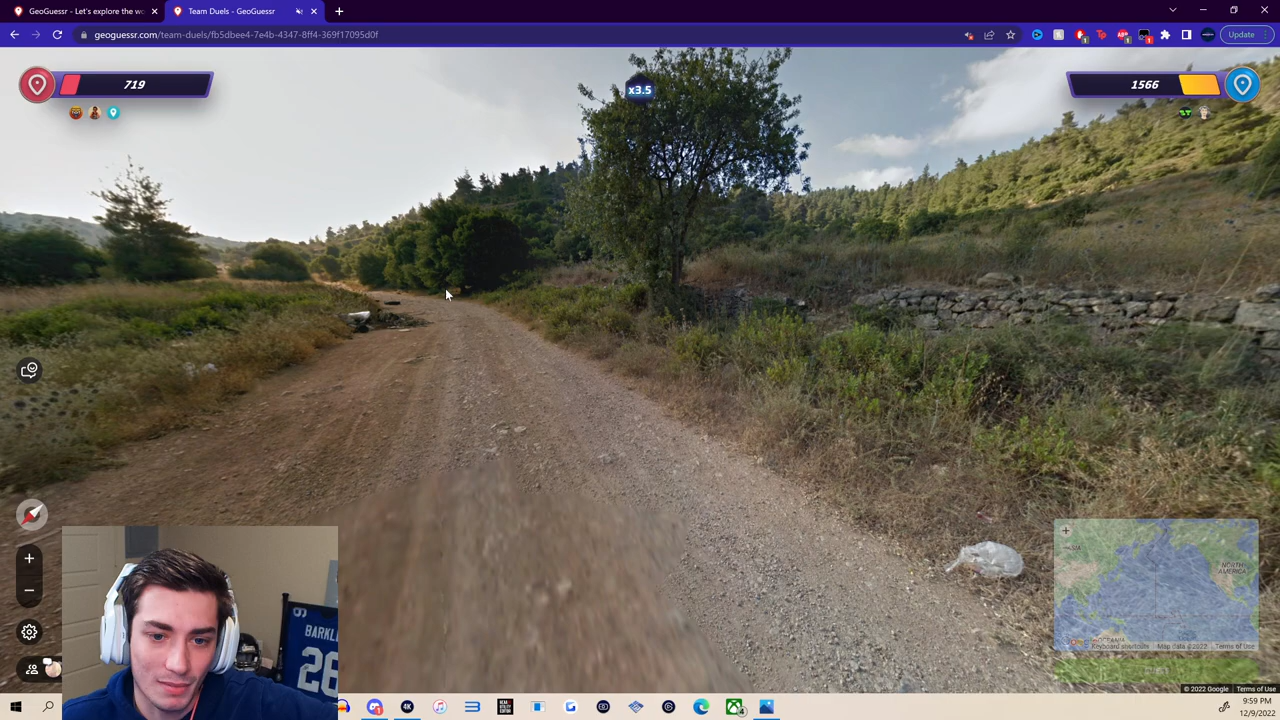 GeoGuessr - Let's explore the wo
Team Duels - GeoGuessr
geoguessr.com/team-duels/fb5dbee4-7e4b-4347-8ff4-369f17095d0f
Update
719
x3.5
1566
BARKL
26
NORTH
AMERICA
OCEANIA
Keyboard shortcuts
Map data ©2022
Terms of Use
© 2022 Google
Terms of Use
9:59 PM
12/9/2022